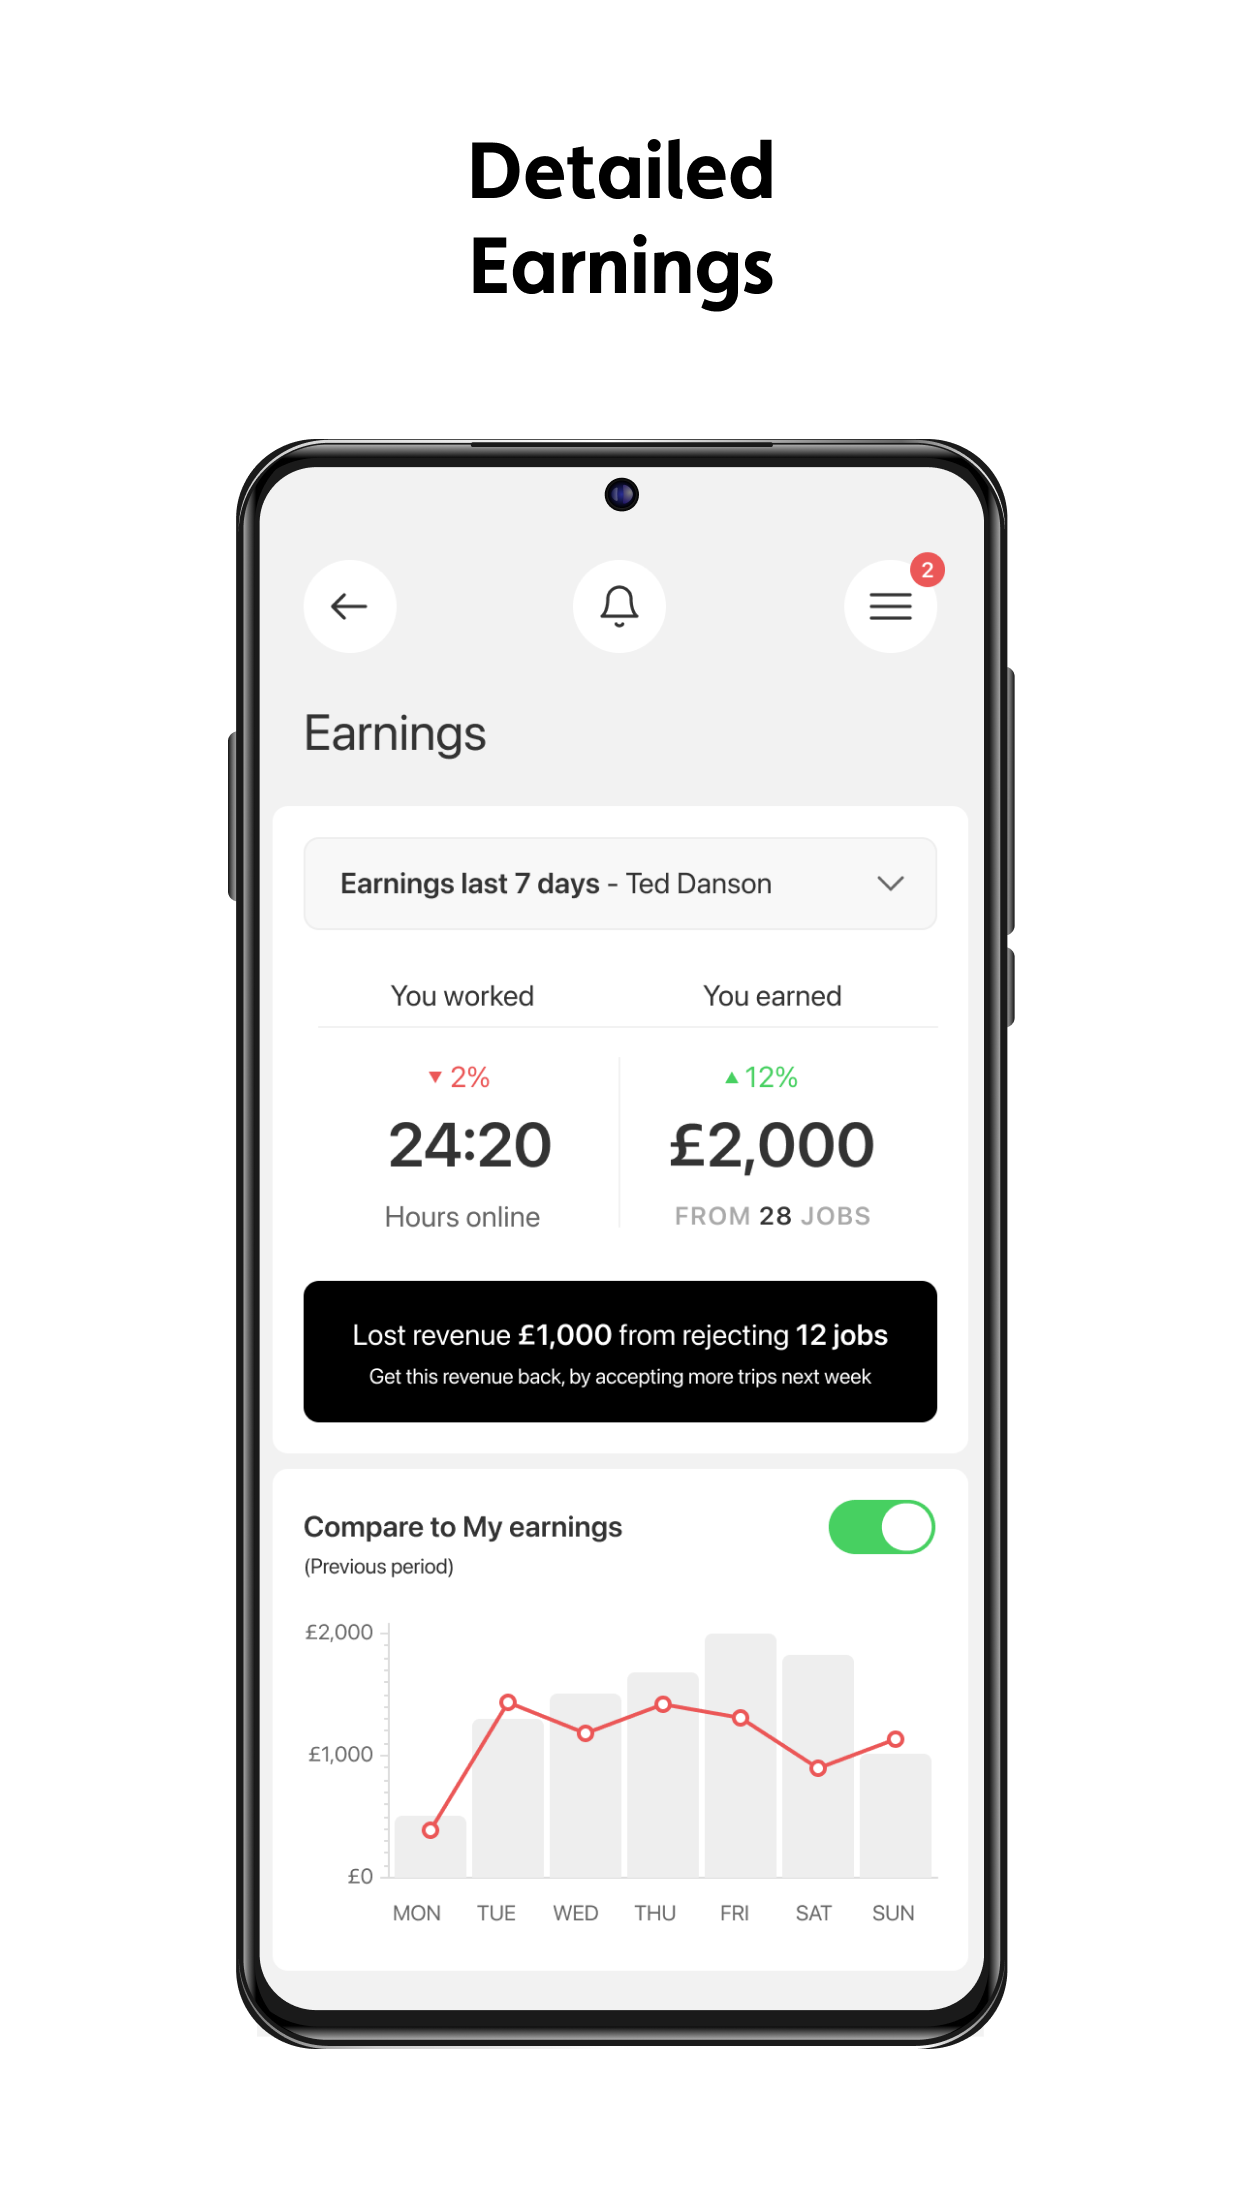 Detailed
Earnings
2
Earnings
Earnings last 7 days - Ted Danson
You worked
You earned
▼ 2%
▲ 12%
24:20
£2,000
Hours online
FROM 28 JOBS
Lost revenue £1,000 from rejecting 12 jobs
Get this revenue back, by accepting more trips next week
Compare to My earnings
(Previous period)
£2,000
£1,000
£0
MON TUE WED THU FRI SAT SUN